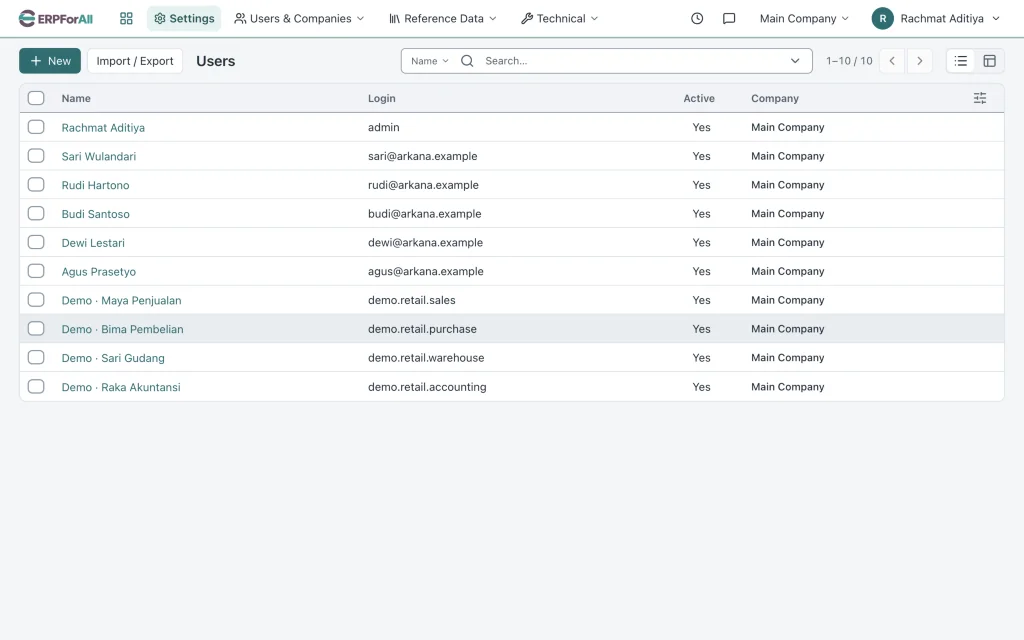 ERPForAll Settings Users & Companies Reference Data Technical Main Company R Rachmat Aditiya
New Import / Export Users Name Search... 1–10 / 10
Name Login Active Company
Rachmat Aditiya admin Yes Main Company
Sari Wulandari sari@arkana.example Yes Main Company
Rudi Hartono rudi@arkana.example Yes Main Company
Budi Santoso budi@arkana.example Yes Main Company
Dewi Lestari dewi@arkana.example Yes Main Company
Agus Prasetyo agus@arkana.example Yes Main Company
Demo · Maya Penjualan demo.retail.sales Yes Main Company
Demo · Bima Pembelian demo.retail.purchase Yes Main Company
Demo · Sari Gudang demo.retail.warehouse Yes Main Company
Demo · Raka Akuntansi demo.retail.accounting Yes Main Company